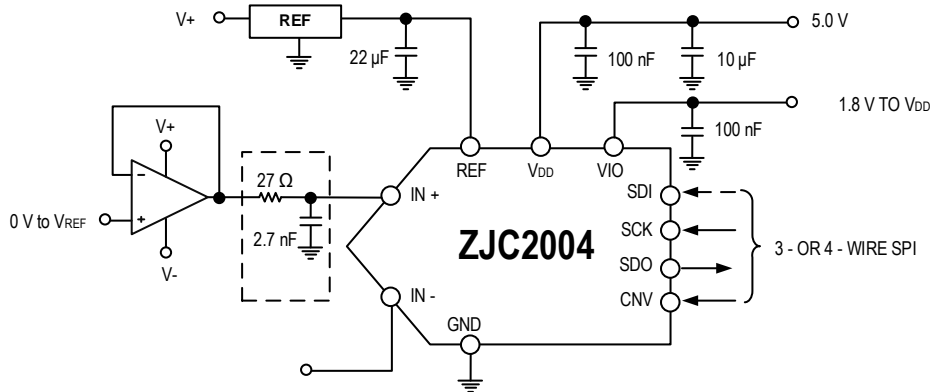 V+
REF
22 µF
100 nF
10 µF
5.0 V
1.8 V TO VDD
100 nF
REF
VDD
VIO
V+
-
+
0 V to VREF
V-
27 Ω
2.7 nF
IN +
IN -
ZJC2004
GND
SDI
SCK
SDO
CNV
3 - OR 4 - WIRE SPI